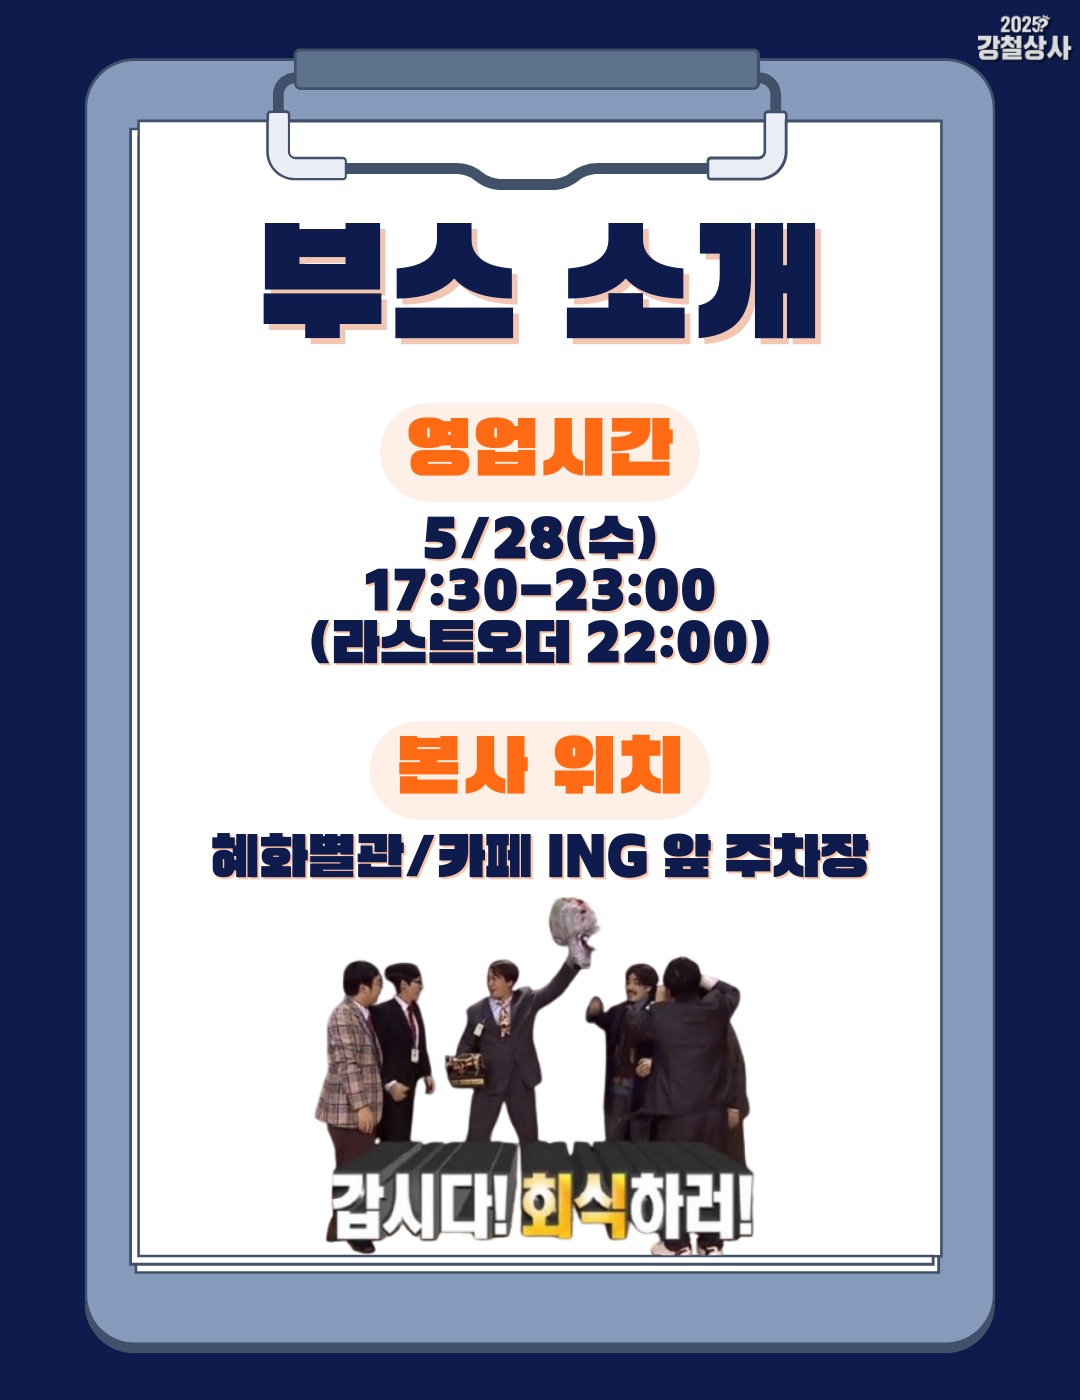 2025
강철상사
부스 소개
영업시간
5/28(수)
17:30-23:00
(라스트오더 22:00)
본사 위치
혜화별관/카페 ING 앞 주차장
갑시다! 회식하러!